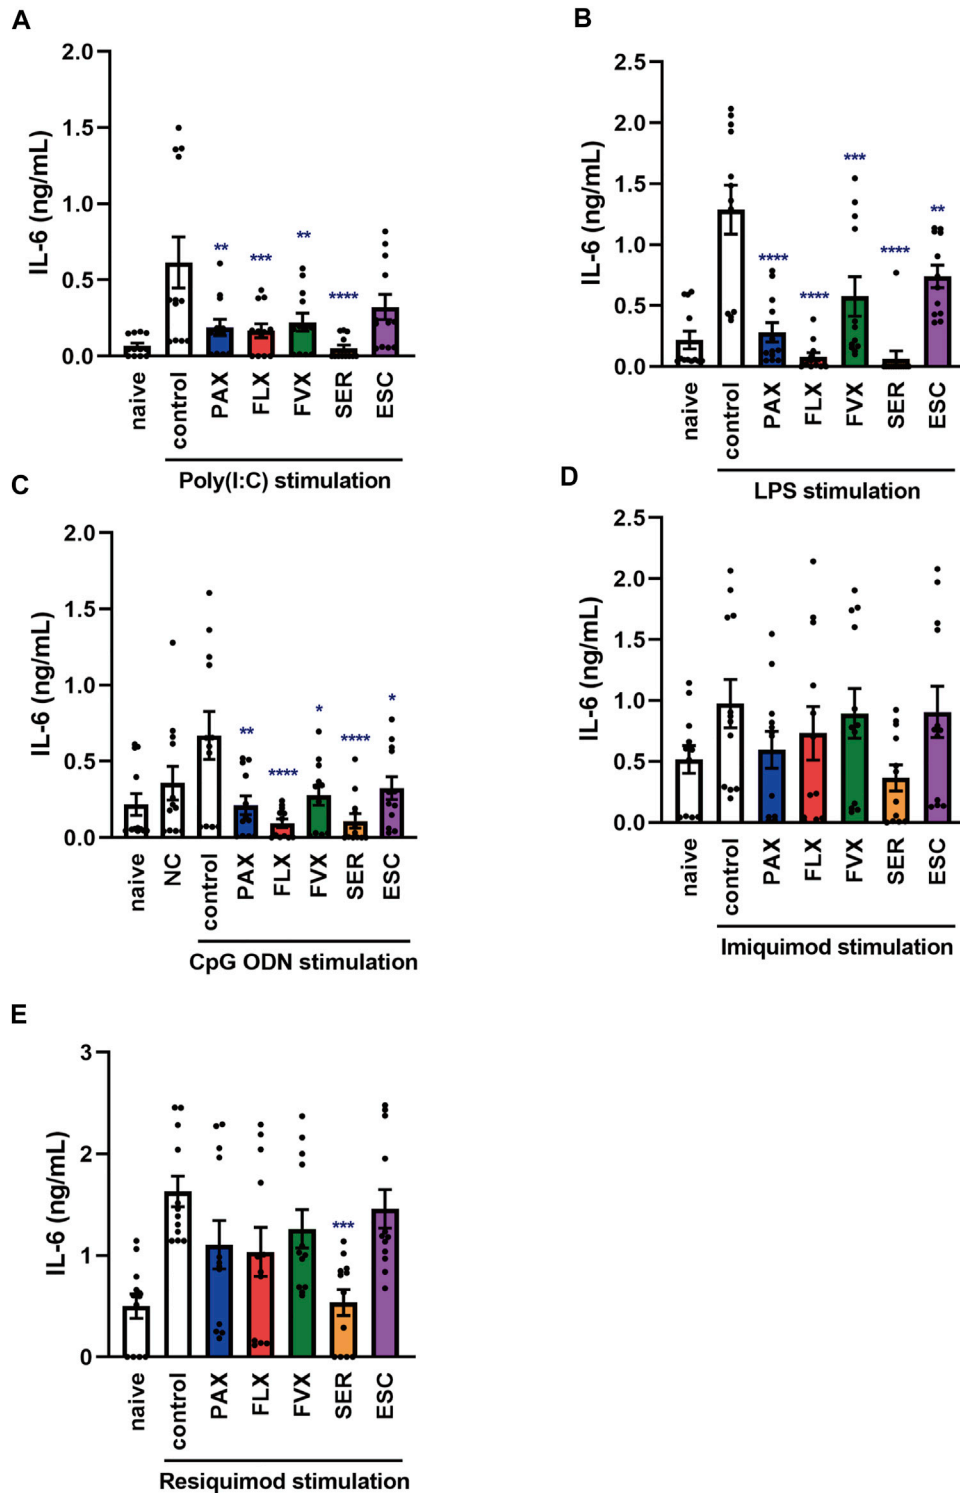 A
2.0
1.5
1.0
0.5
0.0
IL-6 (ng/mL)
**
***
**
****
naive
control
PAX
FLX
FVX
SER
ESC
Poly(I:C) stimulation
B
2.5
2.0
1.5
1.0
0.5
0.0
IL-6 (ng/mL)
****
****
***
****
**
naive
control
PAX
FLX
FVX
SER
ESC
LPS stimulation
C
2.0
1.5
1.0
0.5
0.0
IL-6 (ng/mL)
**
****
*
****
*
naive
NC
control
PAX
FLX
FVX
SER
ESC
CpG ODN stimulation
D
2.5
2.0
1.5
1.0
0.5
0.0
IL-6 (ng/mL)
naive
control
PAX
FLX
FVX
SER
ESC
Imiquimod stimulation
E
3
2
1
0
IL-6 (ng/mL)
***
naive
control
PAX
FLX
FVX
SER
ESC
Resiquimod stimulation